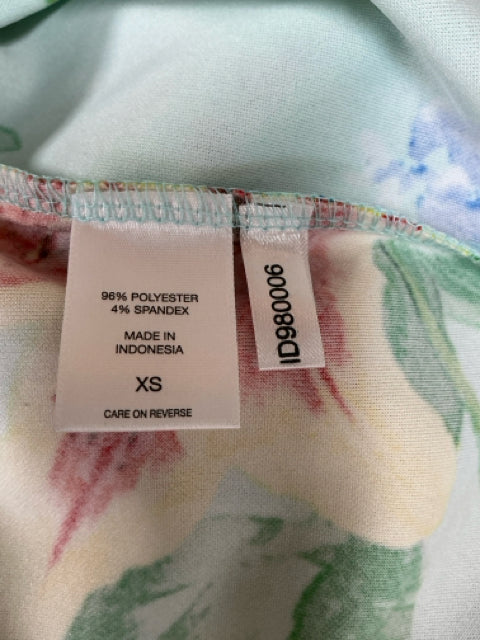 96% POLYESTER
4% SPANDEX
MADE IN
INDONESIA
XS
CARE ON REVERSE
ID980006